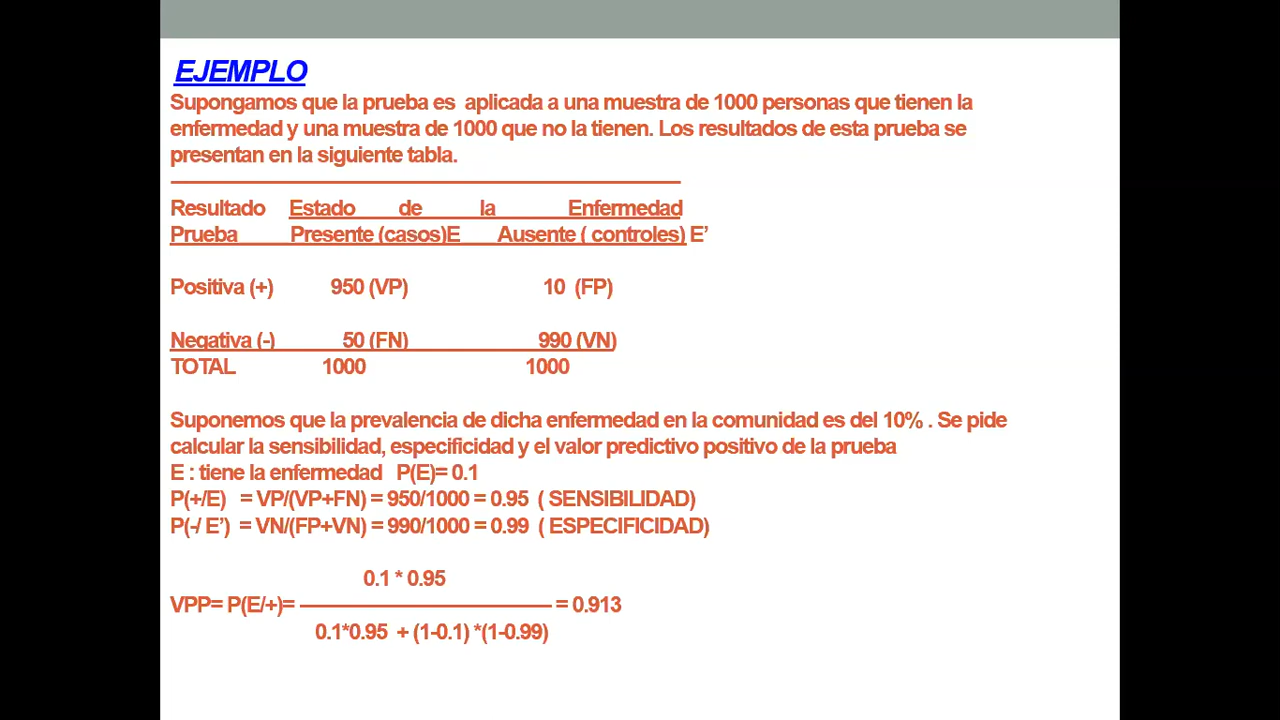 EJEMPLO
Supongamos que la prueba es aplicada a una muestra de 1000 personas que tienen la
enfermedad y una muestra de 1000 que no la tienen. Los resultados de esta prueba se
presentan en la siguiente tabla.
Resultado Estado de la Enfermedad
Prueba Presente (casos)E Ausente ( controles) E’
Positiva (+) 950 (VP) 10 (FP)
Negativa (-) 50 (FN) 990 (VN)
TOTAL 1000 1000
Suponemos que la prevalencia de dicha enfermedad en la comunidad es del 10% . Se pide
calcular la sensibilidad, especificidad y el valor predictivo positivo de la prueba
E : tiene la enfermedad P(E)= 0.1
P(+/E) = VP/(VP+FN) = 950/1000 = 0.95 ( SENSIBILIDAD)
P(-/ E’) = VN/(FP+VN) = 990/1000 = 0.99 ( ESPECIFICIDAD)
0.1 * 0.95
VPP= P(E/+)= = 0.913
0.1*0.95 + (1-0.1) *(1-0.99)